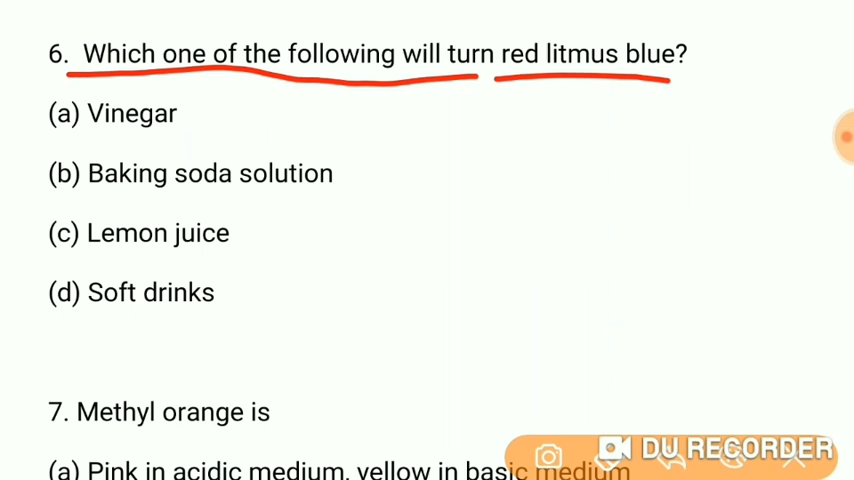 6. Which one of the following will turn red litmus blue?
(a) Vinegar
(b) Baking soda solution
(c) Lemon juice
(d) Soft drinks
7. Methyl orange is
(a) Pink in acidic medium, yellow in basic medium
DU RECORDER